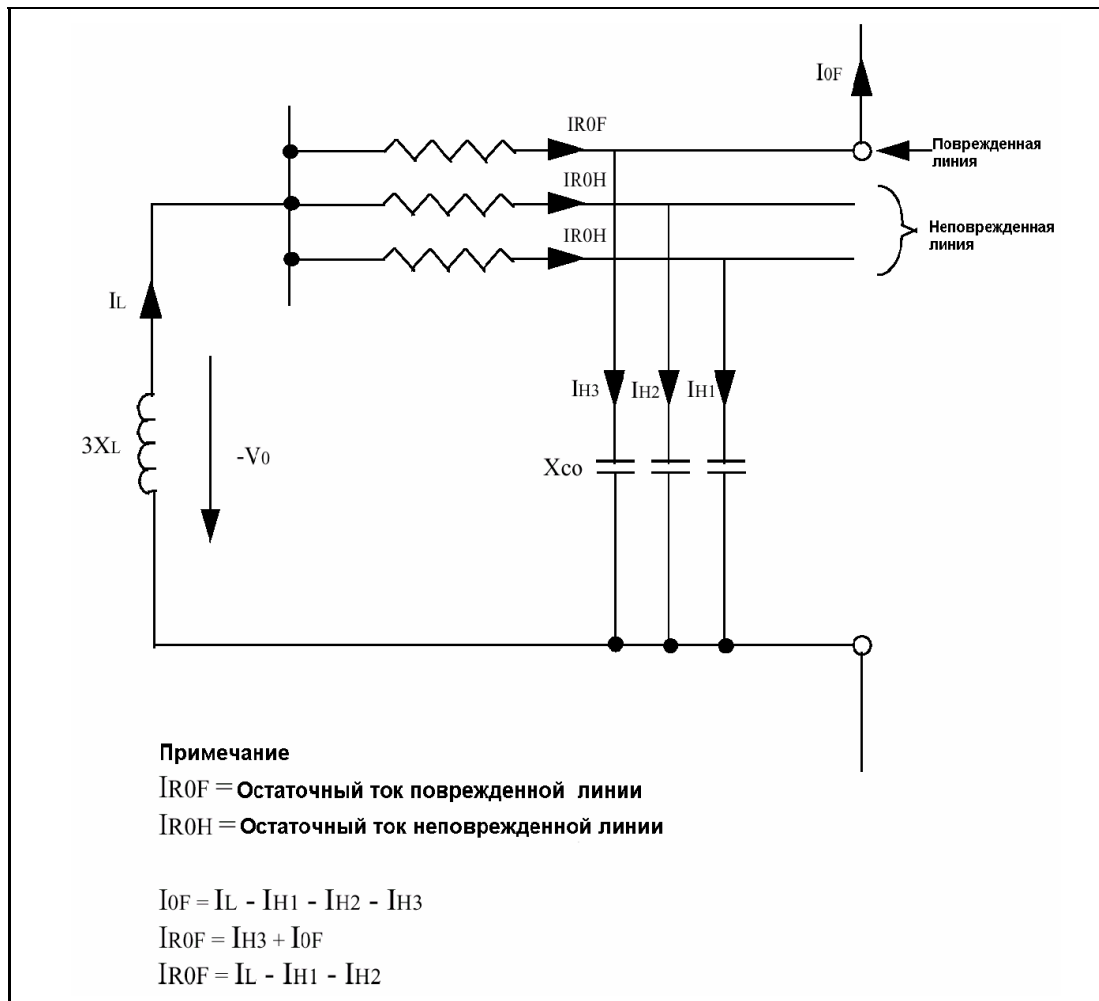 I0F
IR0F
Поврежденная
линия
IR0H
IR0H
Неповрежденная
линия
IL
IH3 IH2 IH1
3XL
-V0
Xco
Примечание
IR0F = Остаточный ток поврежденной линии
IR0H = Остаточный ток неповрежденной линии
I0F = IL - IH1 - IH2 - IH3
IR0F = IH3 + I0F
IR0F = IL - IH1 - IH2